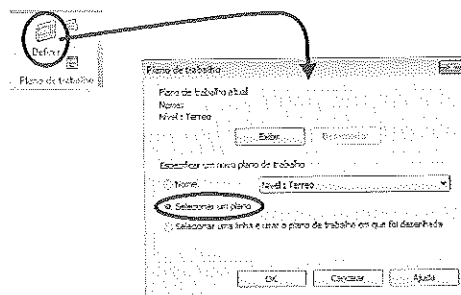 Definir
Plano de trabalho
Plano de trabalho
Plano de trabalho atual
Nome:
Nível : Terreo
Exibir
Especificar um novo plano de trabalho
Nome
Nível : Terreo
Selecionar um plano
Selecionar uma linha e usar o plano de trabalho em que foi desenhada
OK
Cancelar
Ajuda